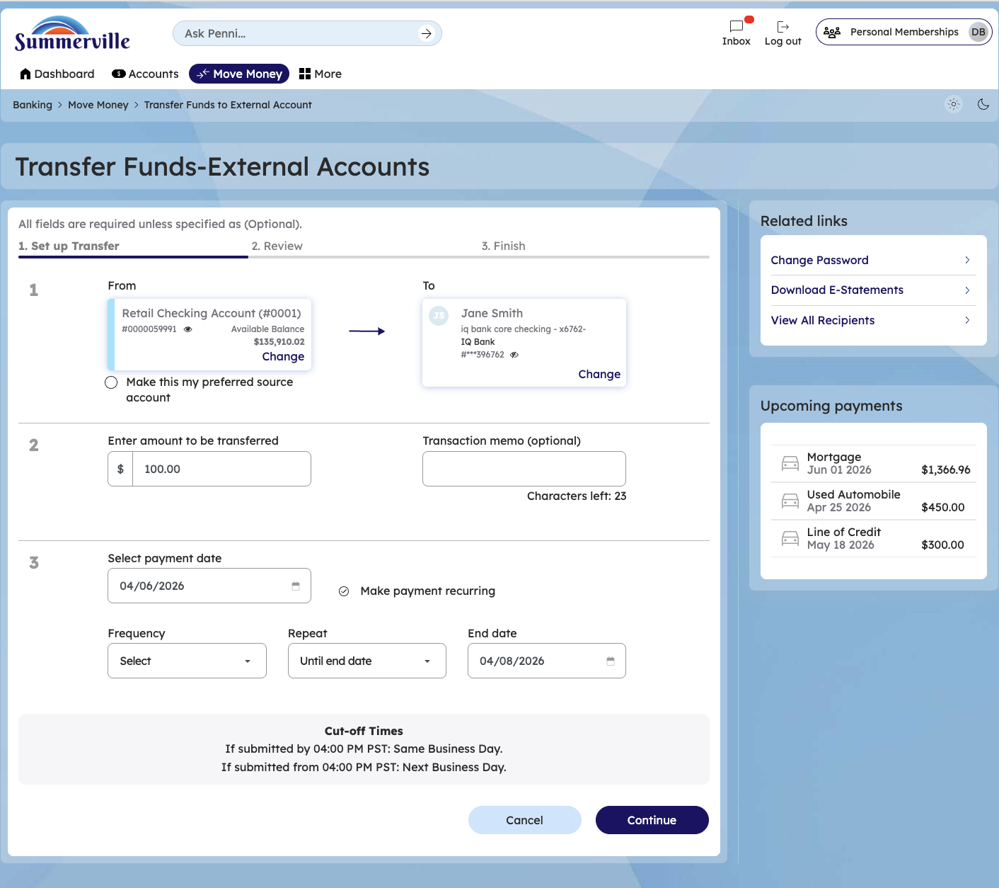 Summerville
Ask Penni...
Inbox
Log out
Personal Memberships
DB
Dashboard
Accounts
Move Money
More
Banking > Move Money > Transfer Funds to External Account
Transfer Funds-External Accounts
All fields are required unless specified as (Optional).
1. Set up Transfer
2. Review
3. Finish
1
From
Retail Checking Account (#0001)
#0000059991
Available Balance
$135,910.02
Change
Make this my preferred source
account
To
JS
Jane Smith
iq bank core checking - x6762-
IQ Bank
#***396762
Change
2
Enter amount to be transferred
$ 100.00
Transaction memo (optional)
Characters left: 23
3
Select payment date
04/06/2026
Make payment recurring
Frequency
Select
Repeat
Until end date
End date
04/08/2026
Cut-off Times
If submitted by 04:00 PM PST: Same Business Day.
If submitted from 04:00 PM PST: Next Business Day.
Cancel
Continue
Related links
Change Password
Download E-Statements
View All Recipients
Upcoming payments
Mortgage
Jun 01 2026
$1,366.96
Used Automobile
Apr 25 2026
$450.00
Line of Credit
May 18 2026
$300.00